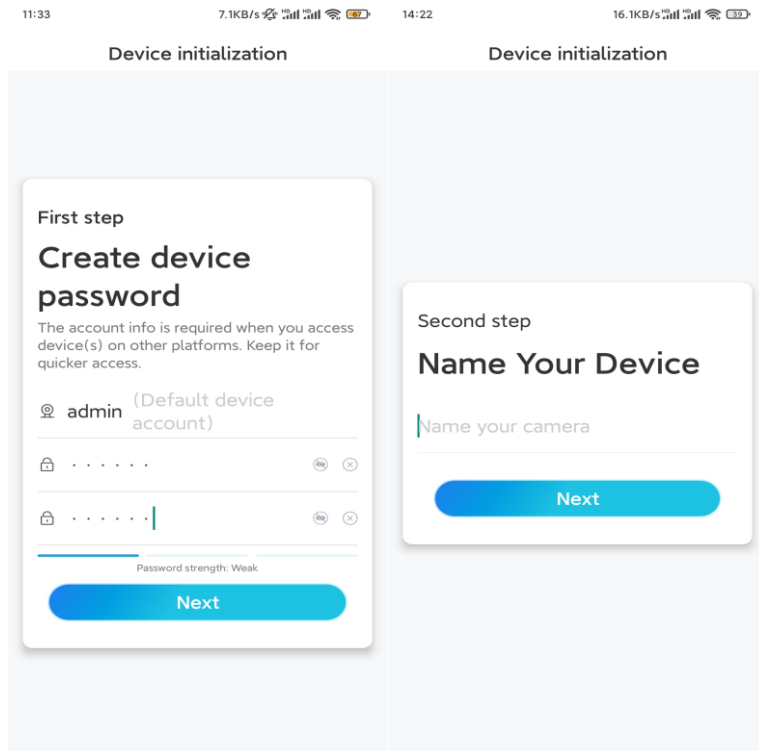 11:33
7.1KB/s
67
Device initialization
First step
Create device
password
The account info is required when you access
device(s) on other platforms. Keep it for
quicker access.
admin
(Default device
account)
······
······
Password strength: Weak
Next
14:22
16.1KB/s
39
Device initialization
Second step
Name Your Device
Name your camera
Next